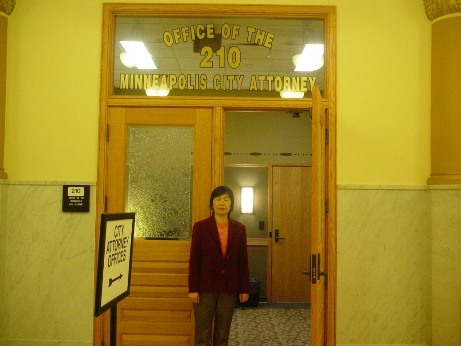 OFFICE OF THE
210
MINNEAPOLIS CITY ATTORNEY
210
CITY
ATTORNEY
OFFICES